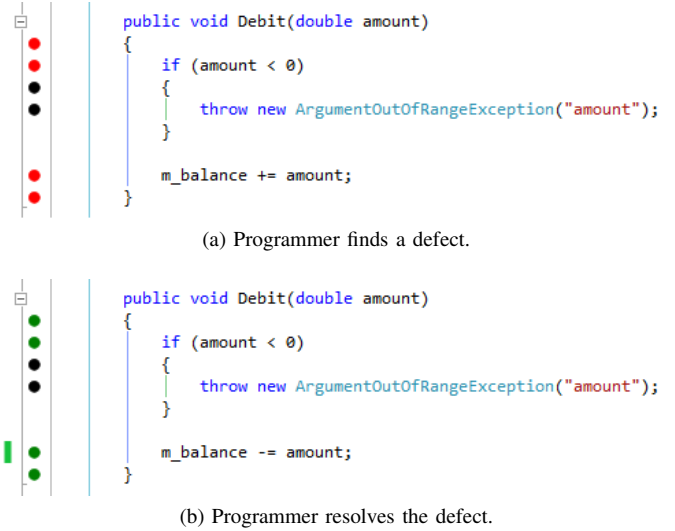 public void Debit(double amount)
{
if (amount < 0)
{
throw new ArgumentOutOfRangeException("amount");
}
m_balance += amount;
}
(a) Programmer finds a defect.
public void Debit(double amount)
{
if (amount < 0)
{
throw new ArgumentOutOfRangeException("amount");
}
m_balance -= amount;
}
(b) Programmer resolves the defect.